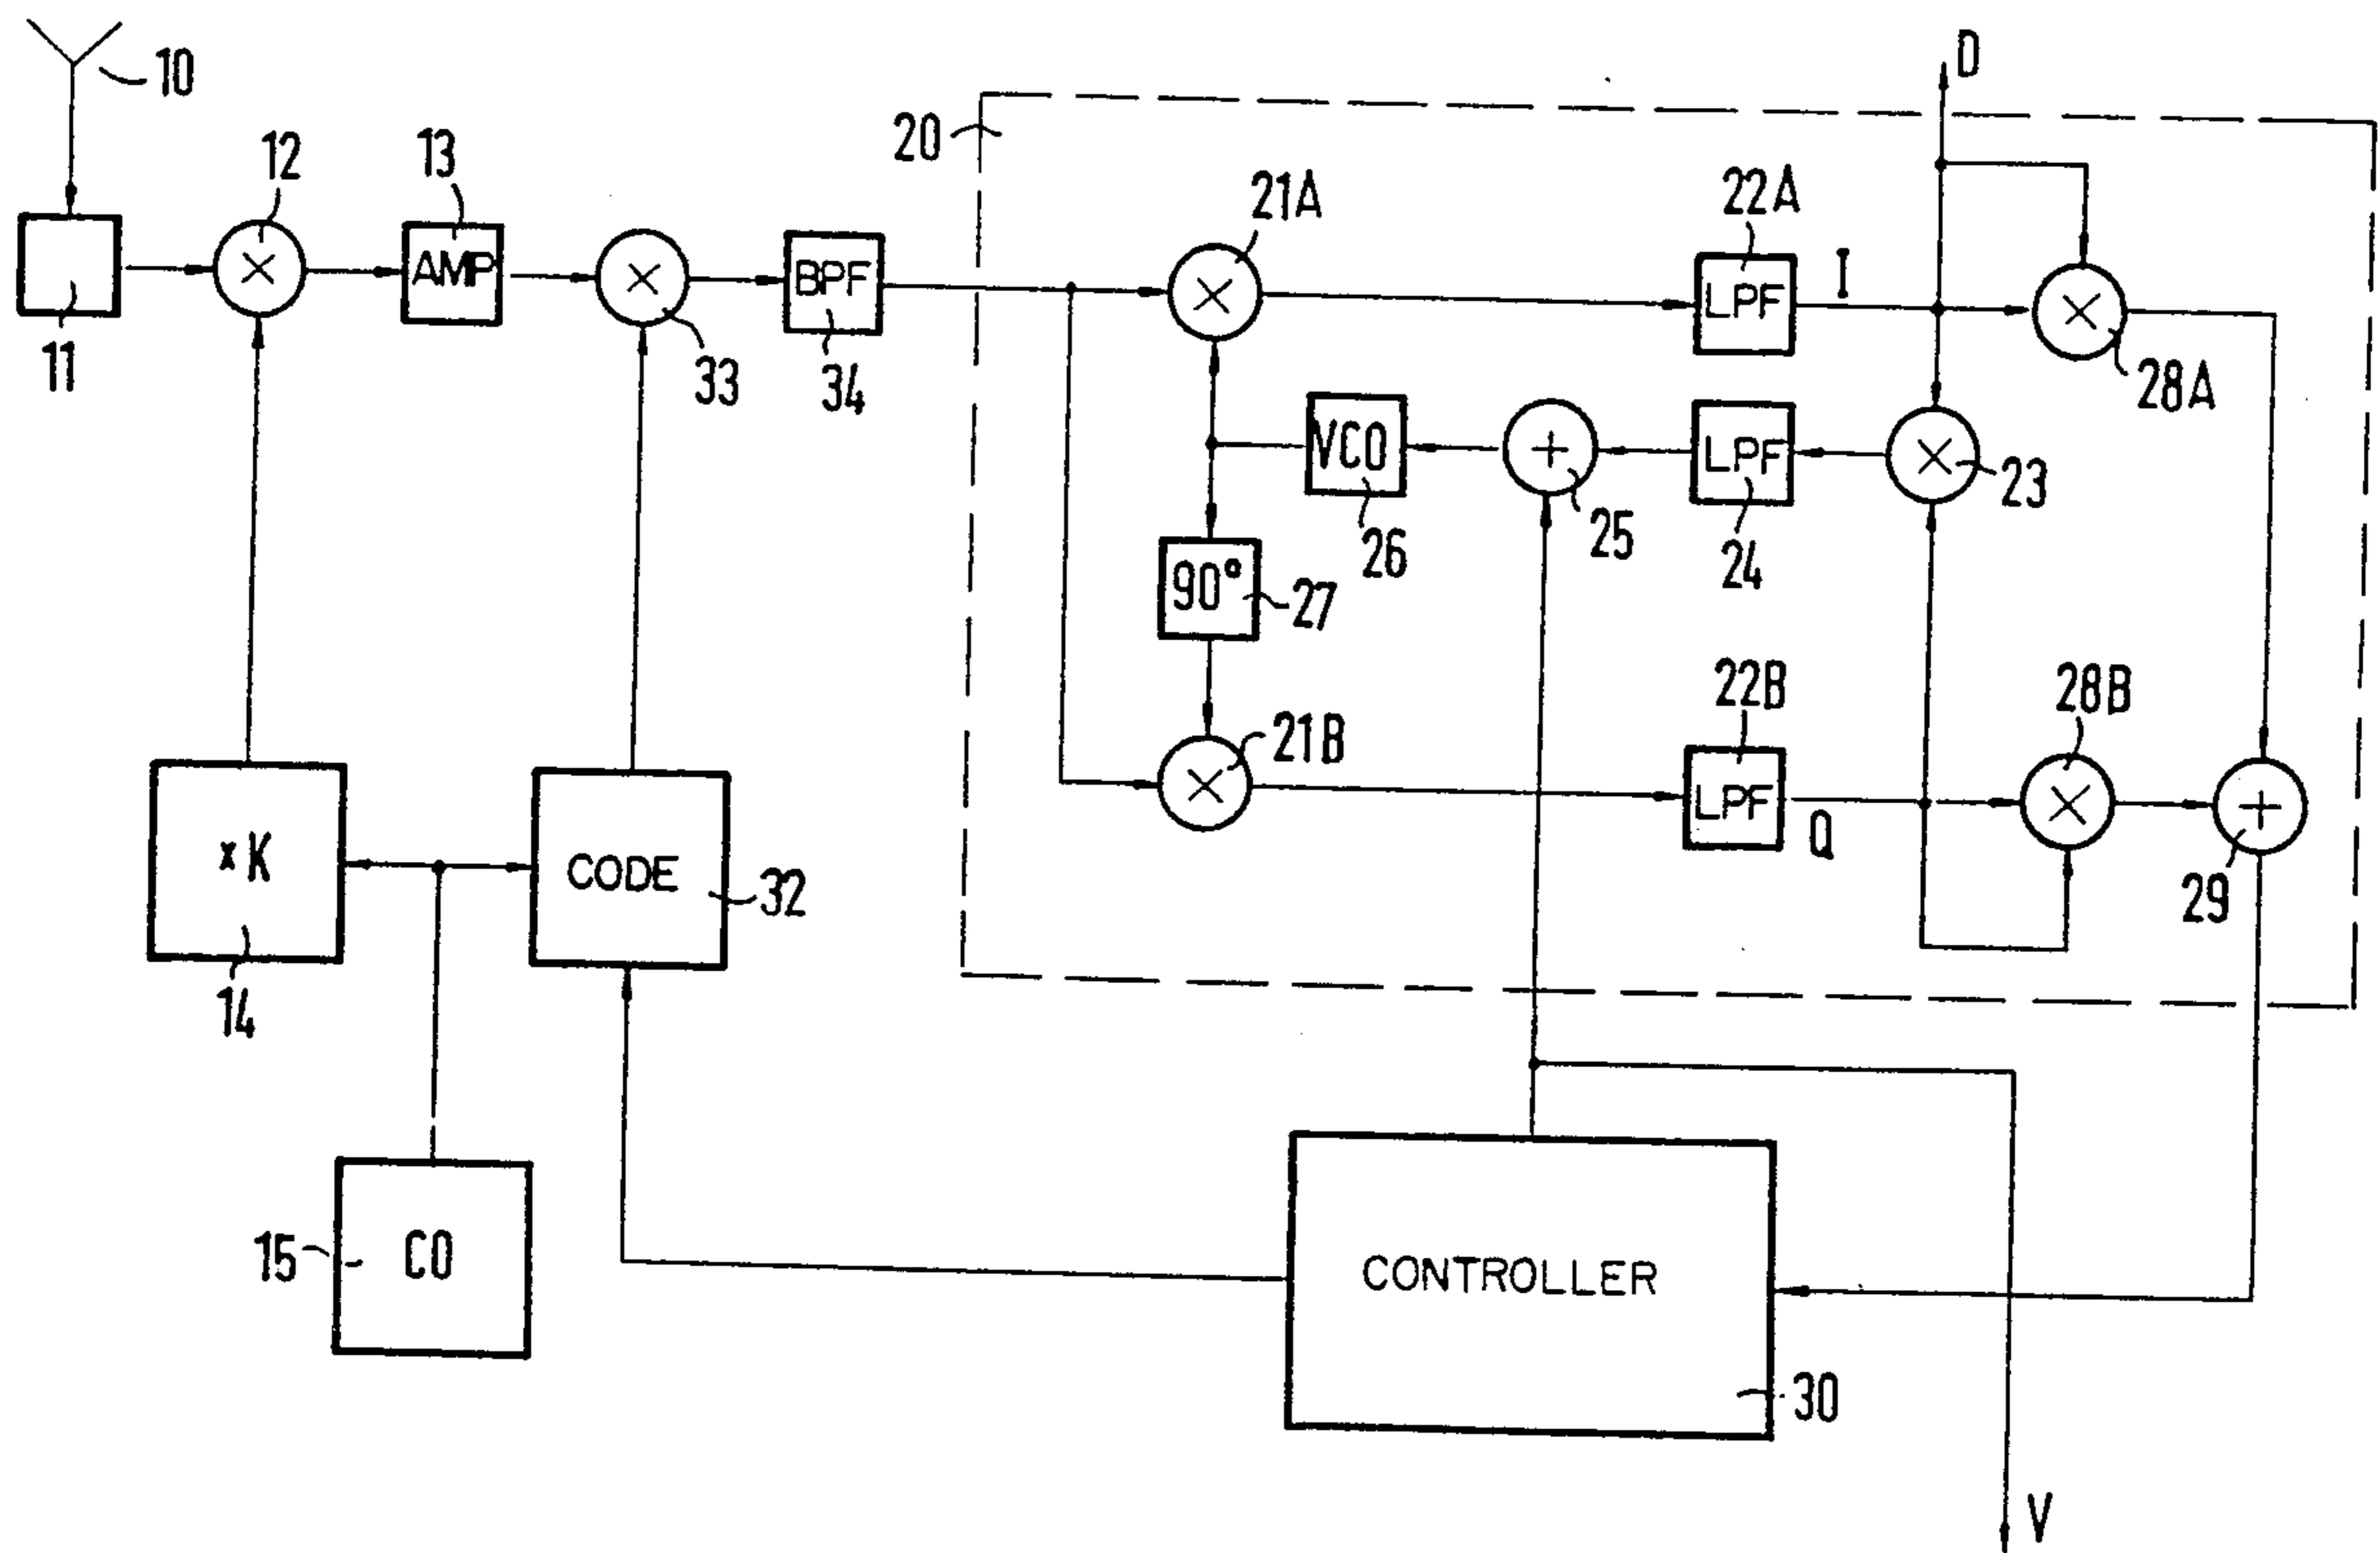 10
D
20
12
13
21A
22A
AMP
BPF
LPF
I
11
33
34
28A
VCO
LPF
23
26
25
24
90°
27
22B
28B
21B
LPF
Q
xK
CODE
32
29
14
15
CO
CONTROLLER
30
V